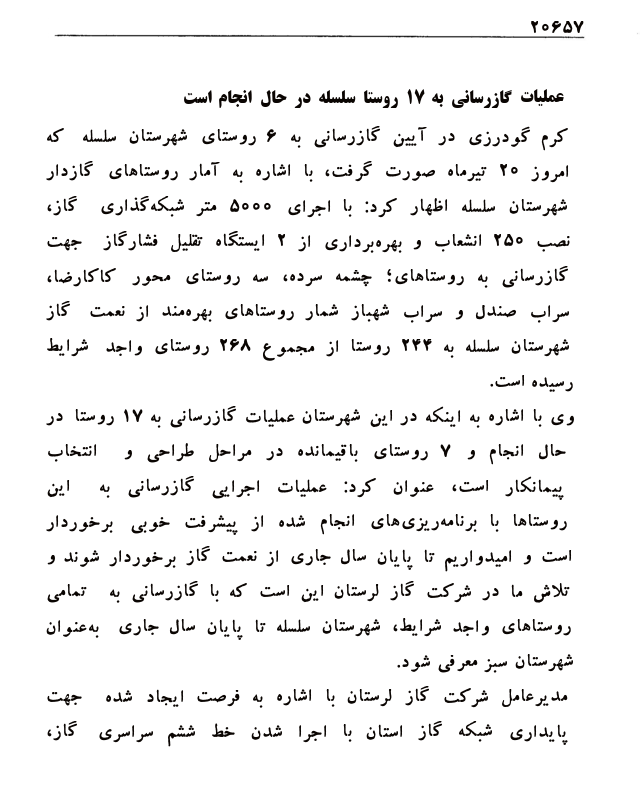 ۲۰۶۵۷
عملیات گازرسانی به ۱۷ روستا سلسله در حال انجام است
کرم گودرزی در آیین گازرسانی به ۶ روستای شهرستان سلسله که
امروز ۲۰ تیرماه صورت گرفت، با اشاره به آمار روستاهای گازدار
شهرستان سلسله اظهار کرد: با اجرای ۵۰۰۰ متر شبکه‌گذاری گاز،
نصب ۲۵۰ انشعاب و بهره‌برداری از ۲ ایستگاه تقلیل فشارگاز جهت
گازرسانی به روستاهای؛ چشمه سرده، سه روستای محور کاکارضا،
سراب صندل و سراب شهباز شمار روستاهای بهره‌مند از نعمت گاز
شهرستان سلسله به ۲۴۴ روستا از مجموع ۲۶۸ روستای واجد شرایط
رسیده است.
وی با اشاره به اینکه در این شهرستان عملیات گازرسانی به ۱۷ روستا در
حال انجام و ۷ روستای باقیمانده در مراحل طراحی و انتخاب
پیمانکار است، عنوان کرد: عملیات اجرایی گازرسانی به این
روستاها با برنامه‌ریزی‌های انجام شده از پیشرفت خوبی برخوردار
است و امیدواریم تا پایان سال جاری از نعمت گاز برخوردار شوند و
تلاش ما در شرکت گاز لرستان این است که با گازرسانی به تمامی
روستاهای واجد شرایط، شهرستان سلسله تا پایان سال جاری به‌عنوان
شهرستان سبز معرفی شود.
مدیرعامل شرکت گاز لرستان با اشاره به فرصت ایجاد شده جهت
پایداری شبکه گاز استان با اجرا شدن خط ششم سراسری گاز،